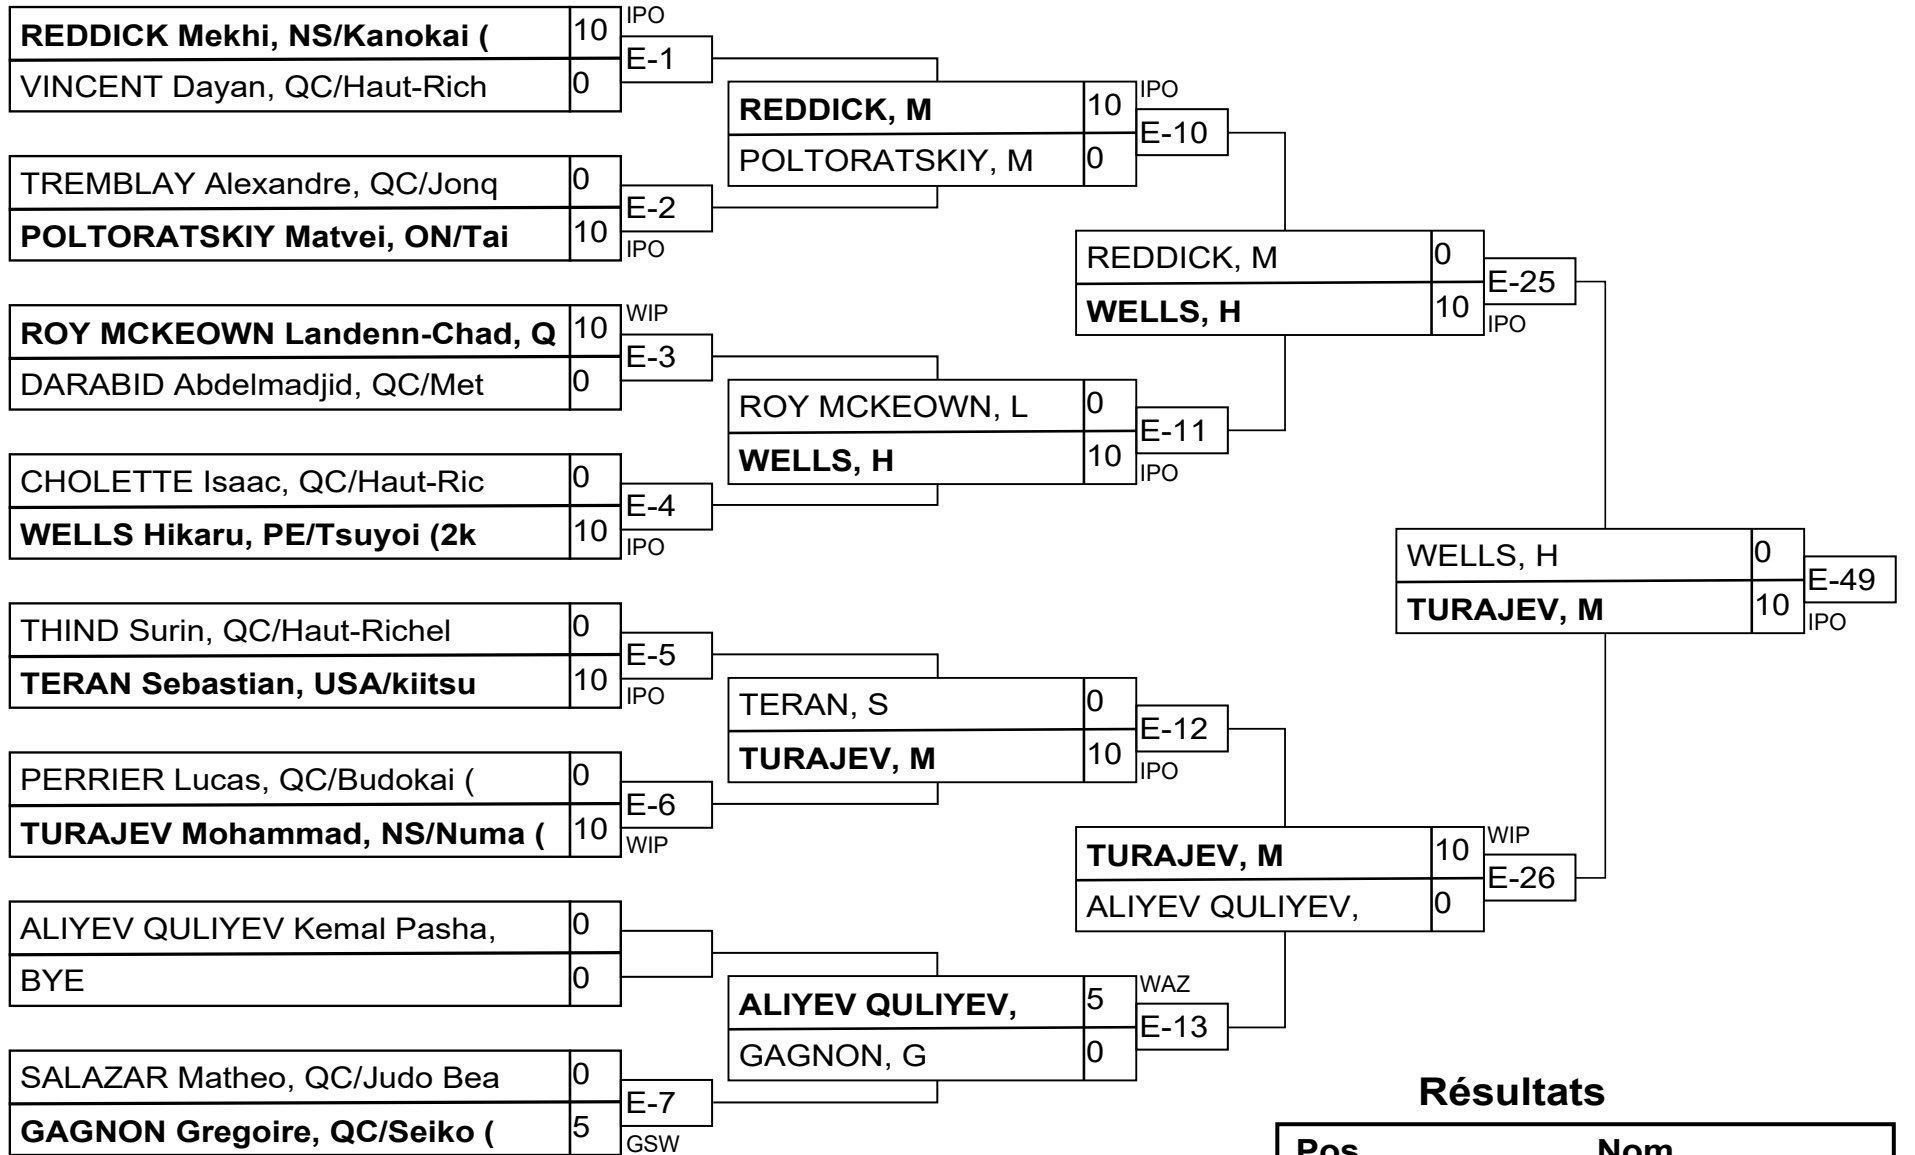 REDDICK Mekhi, NS/Kanokai ( 10 IPO
E-1
VINCENT Dayan, QC/Haut-Rich 0
TREMBLAY Alexandre, QC/Jonq 0
E-2
POLTORATSKIY Matvei, ON/Tai 10 IPO
ROY MCKEOWN Landenn-Chad, Q 10 WIP
E-3
DARABID Abdelmadjid, QC/Met 0
CHOLETTE Isaac, QC/Haut-Ric 0
E-4
WELLS Hikaru, PE/Tsuyoi (2k 10 IPO
THIND Surin, QC/Haut-Richel 0
E-5
TERAN Sebastian, USA/kiitsu 10 IPO
PERRIER Lucas, QC/Budokai ( 0
E-6
TURAJEV Mohammad, NS/Numa ( 10 WIP
ALIYEV QULIYEV Kemal Pasha, 0
BYE 0
SALAZAR Matheo, QC/Judo Bea 0
E-7
GAGNON Gregoire, QC/Seiko ( 5 GSW
REDDICK, M 10 IPO
E-10
POLTORATSKIY, M 0
ROY MCKEOWN, L 0
E-11
WELLS, H 10 IPO
TERAN, S 0
E-12
TURAJEV, M 10 IPO
ALIYEV QULIYEV, 5 WAZ
E-13
GAGNON, G 0
REDDICK, M 0
E-25
WELLS, H 10 IPO
TURAJEV, M 10 WIP
E-26
ALIYEV QULIYEV, 0
WELLS, H 0
E-49
TURAJEV, M 10 IPO
Résultats
Pos Nom